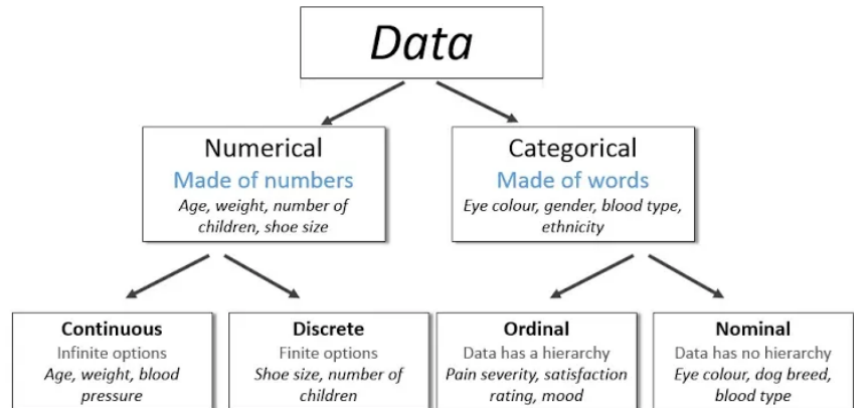 Data
Numerical
Made of numbers
Age, weight, number of
children, shoe size
Categorical
Made of words
Eye colour, gender, blood type,
ethnicity
Continuous
Infinite options
Age, weight, blood
pressure
Discrete
Finite options
Shoe size, number of
children
Ordinal
Data has a hierarchy
Pain severity, satisfaction
rating, mood
Nominal
Data has no hierarchy
Eye colour, dog breed,
blood type